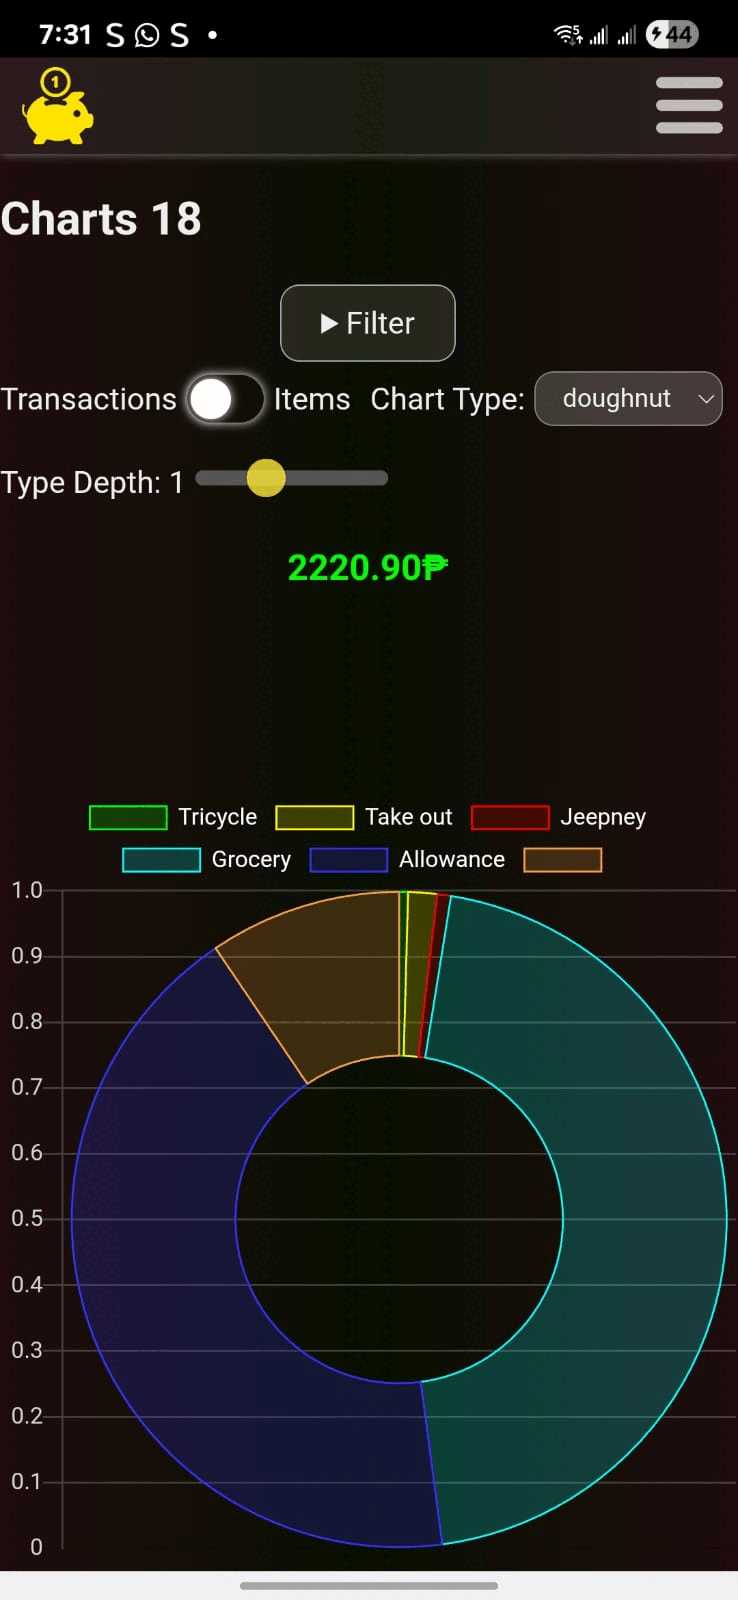 7:31 S S •
5 44
1
Charts 18
Filter
Transactions Items Chart Type: doughnut
Type Depth: 1
2220.90₱
Tricycle Take out Jeepney
Grocery Allowance
1.0
0.9
0.8
0.7
0.6
0.5
0.4
0.3
0.2
0.1
0